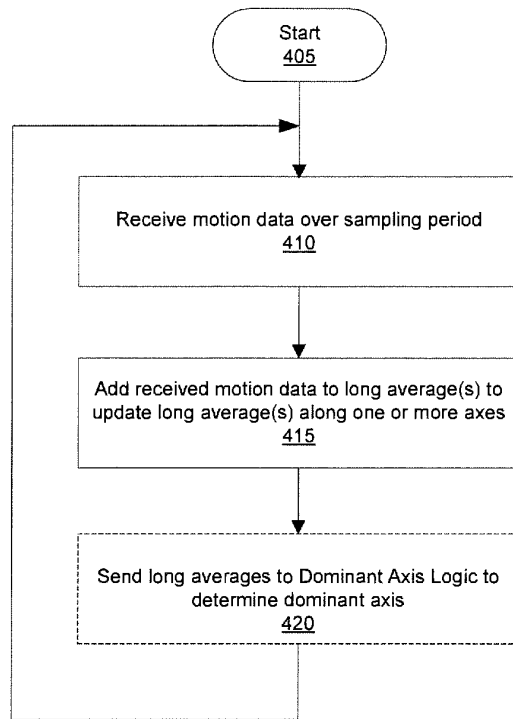 Start
405
Receive motion data over sampling period
410
Add received motion data to long average(s) to
update long average(s) along one or more axes
415
Send long averages to Dominant Axis Logic to
determine dominant axis
420